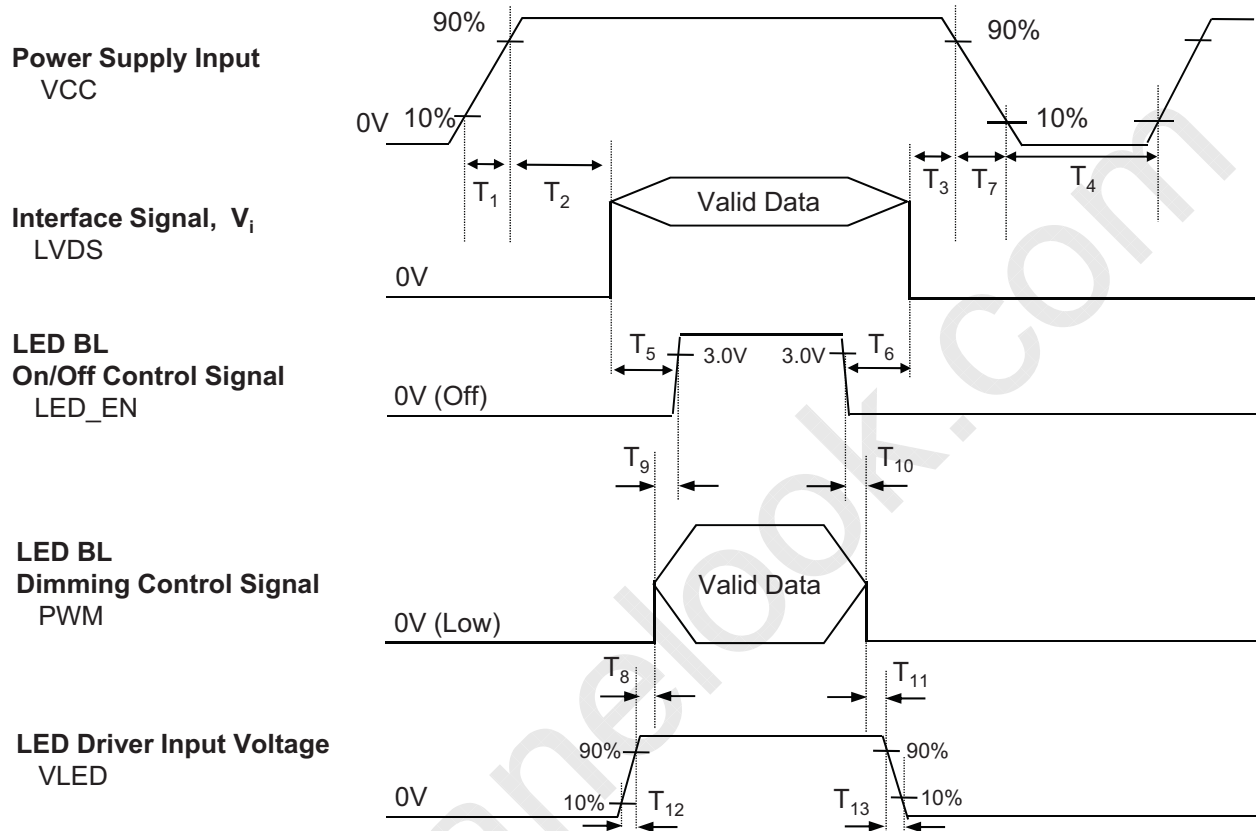 90%
90%
Power Supply Input
VCC
0V 10%
10%
T1
T2
T3
T7
T4
Valid Data
Interface Signal, Vi
LVDS
0V
LED BL
On/Off Control Signal
LED_EN
T5
3.0V
3.0V
T6
0V (Off)
T9
T10
LED BL
Dimming Control Signal
PWM
Valid Data
0V (Low)
T8
T11
LED Driver Input Voltage
VLED
90%
90%
0V
10%
T12
T13
10%
nelook.com